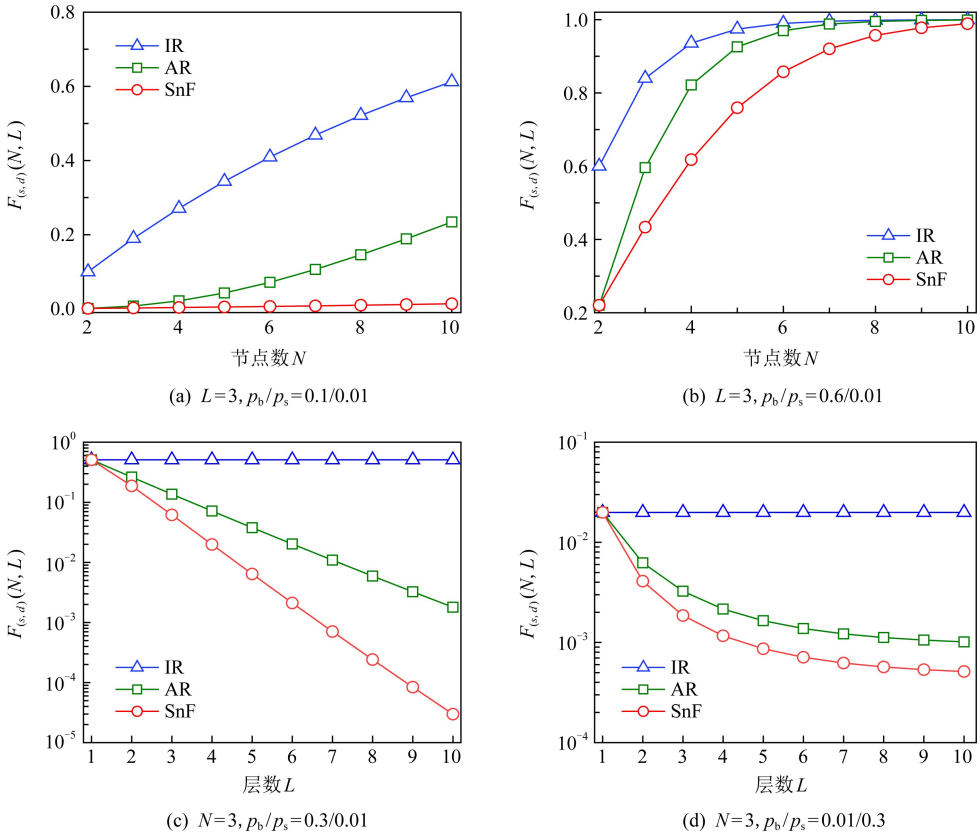 0.8
0.6
0.4
0.2
0.0
F(s,d)(N,L)
IR
AR
SnF
2 4 6 8 10
节点数N
(a) L=3, pb/ps=0.1/0.01
1.0
0.8
0.6
0.4
0.2
F(s,d)(N,L)
IR
AR
SnF
2 4 6 8 10
节点数N
(b) L=3, pb/ps=0.6/0.01
10⁰
10⁻¹
10⁻²
10⁻³
10⁻⁴
10⁻⁵
F(s,d)(N,L)
IR
AR
SnF
1 2 3 4 5 6 7 8 9 10
层数L
(c) N=3, pb/ps=0.3/0.01
10⁻¹
10⁻²
10⁻³
10⁻⁴
F(s,d)(N,L)
IR
AR
SnF
1 2 3 4 5 6 7 8 9 10
层数L
(d) N=3, pb/ps=0.01/0.3